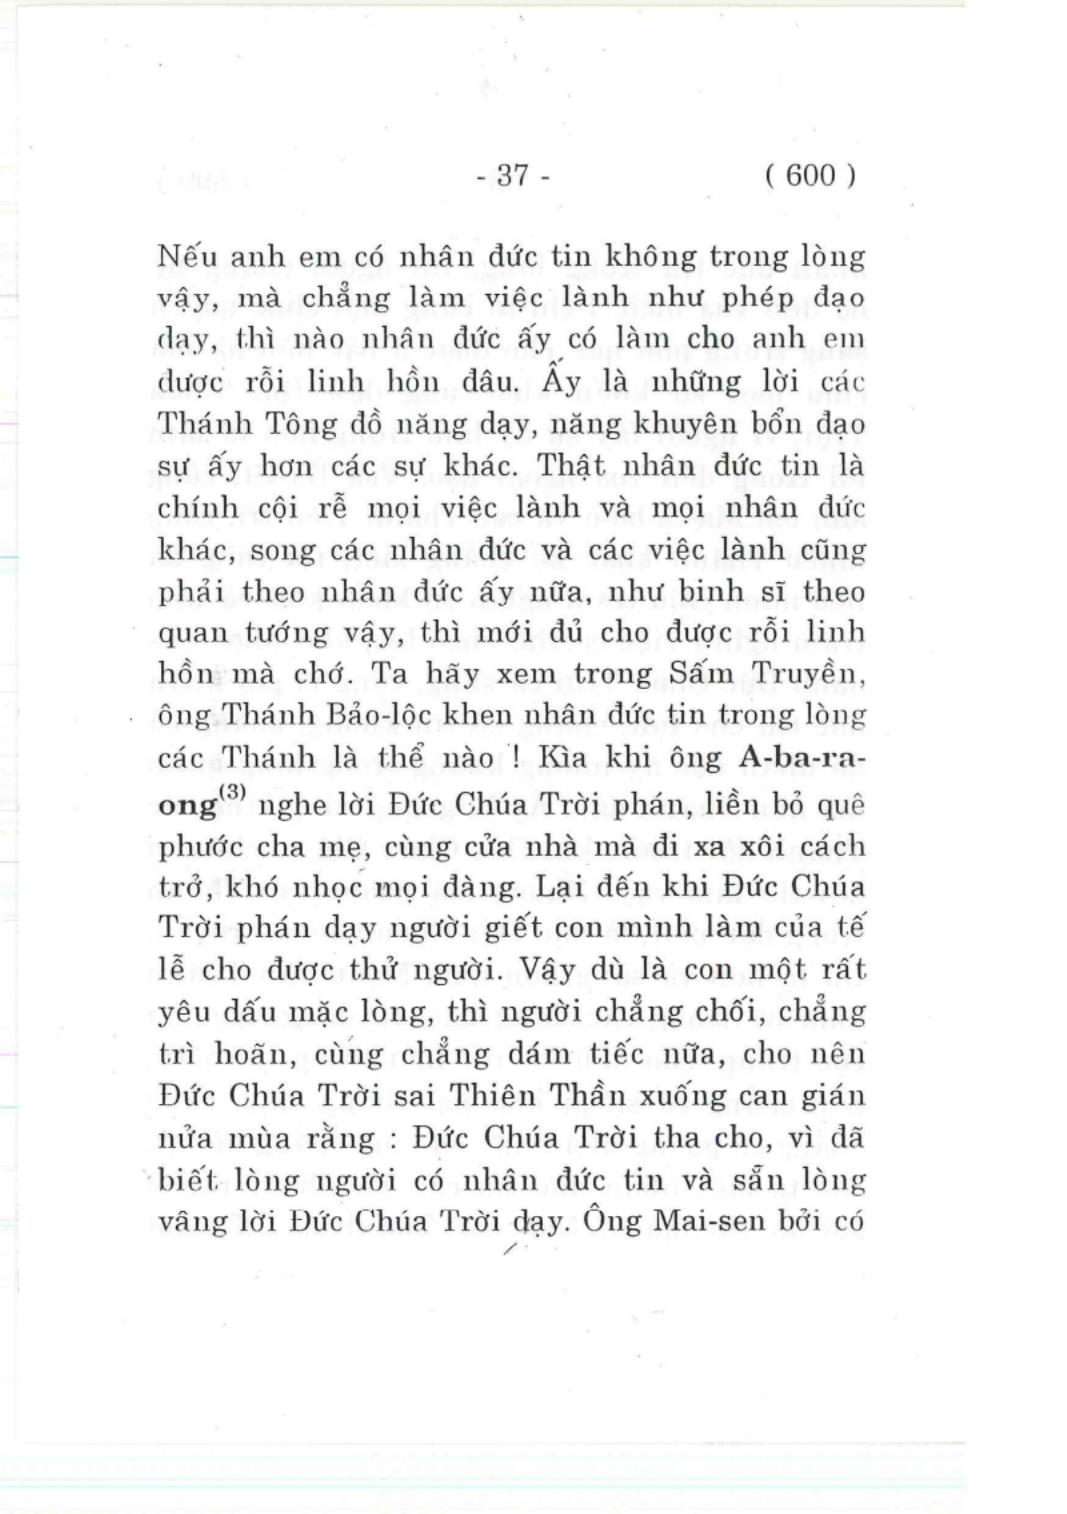 - 37 - ( 600 )
Nếu anh em có nhân đức tin không trong lòng
vậy, mà chẳng làm việc lành như phép đạo
dạy, thì nào nhân đức ấy có làm cho anh em
được rỗi linh hồn đâu. Ấy là những lời các
Thánh Tông đồ năng dạy, năng khuyên bổn đạo
sự ấy hơn các sự khác. Thật nhân đức tin là
chính cội rễ mọi việc lành và mọi nhân đức
khác, song các nhân đức và các việc lành cũng
phải theo nhân đức ấy nữa, như binh sĩ theo
quan tướng vậy, thì mới đủ cho được rỗi linh
hồn mà chớ. Ta hãy xem trong Sấm Truyền,
ông Thánh Bảo-lộc khen nhân đức tin trong lòng
các Thánh là thể nào ! Kìa khi ông A-ba-ra-
ong(3) nghe lời Đức Chúa Trời phán, liền bỏ quê
phước cha mẹ, cùng cửa nhà mà đi xa xôi cách
trở, khó nhọc mọi đàng. Lại đến khi Đức Chúa
Trời phán dạy người giết con mình làm của tế
lễ cho được thử người. Vậy dù là con một rất
yêu dấu mặc lòng, thì người chẳng chối, chẳng
trì hoãn, cùng chẳng dám tiếc nữa, cho nên
Đức Chúa Trời sai Thiên Thần xuống can gián
nửa mùa rằng : Đức Chúa Trời tha cho, vì đã
biết lòng người có nhân đức tin và sẵn lòng
vâng lời Đức Chúa Trời dạy. Ông Mai-sen bởi có